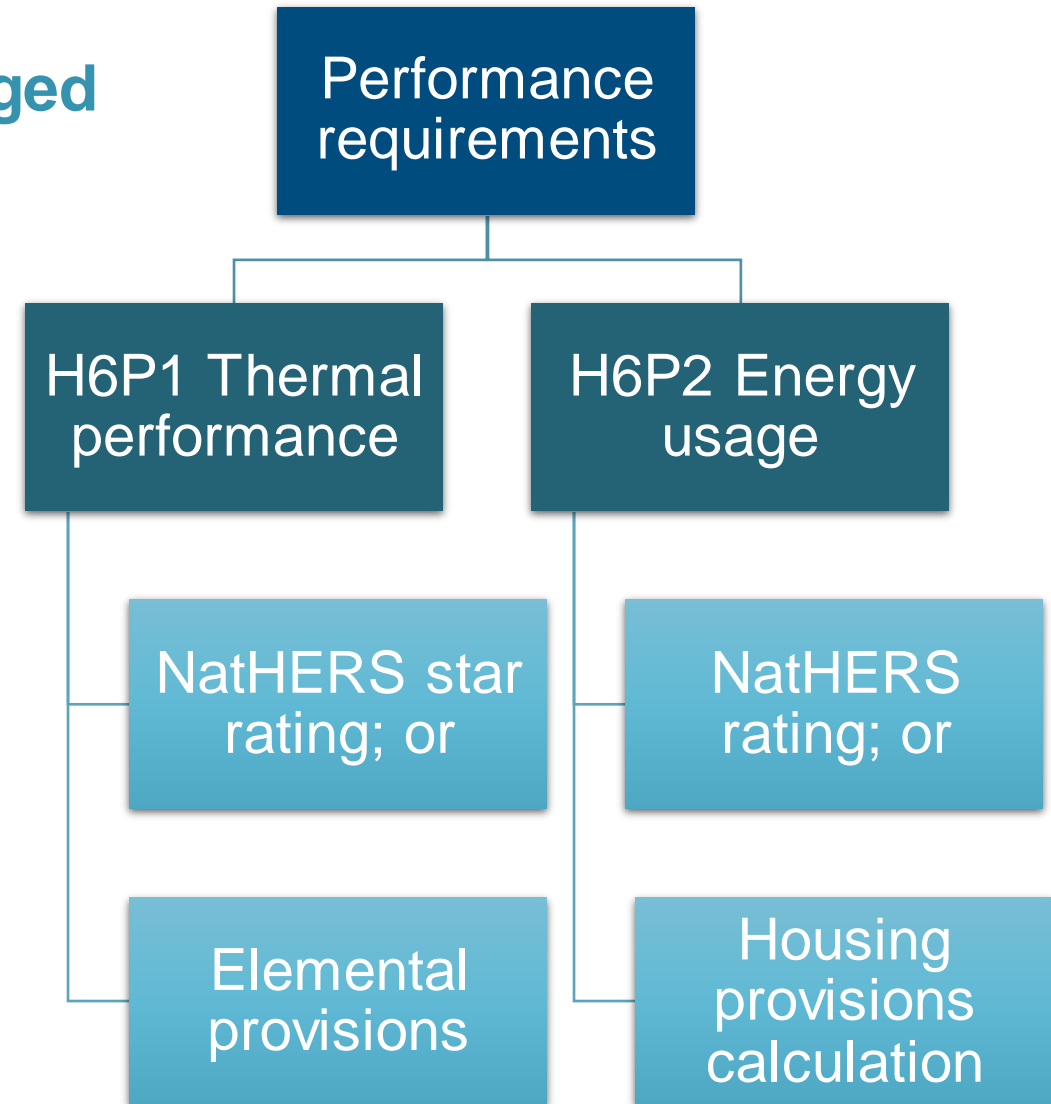 ged
Performance
requirements
H6P1 Thermal
performance
H6P2 Energy
usage
NatHERS star
rating; or
NatHERS
rating; or
Elemental
provisions
Housing
provisions
calculation